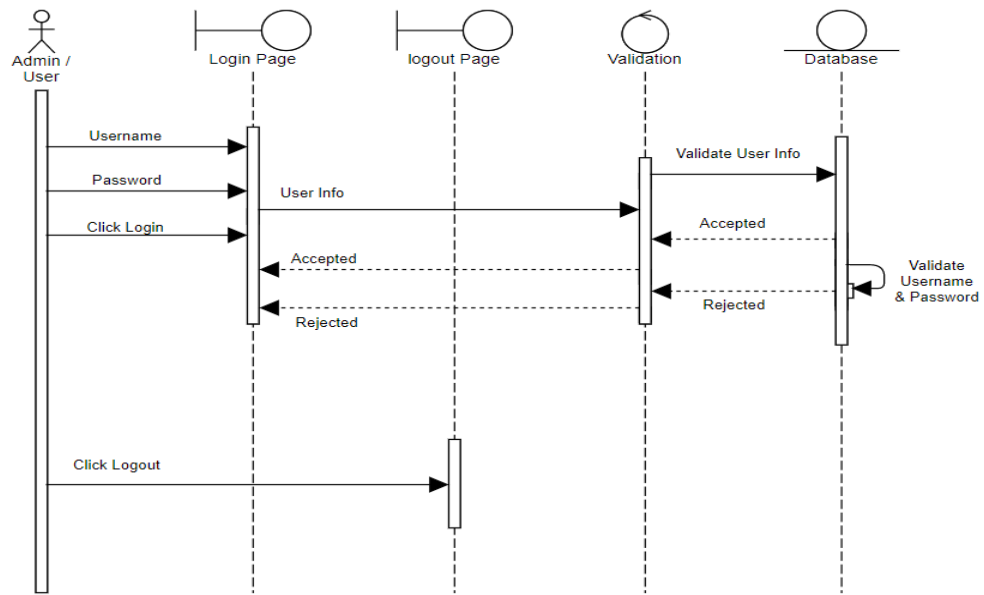 Admin /
User
Login Page
logout Page
Validation
Database
Username
Validate User Info
Password
User Info
Click Login
Accepted
Accepted
Validate
Username
& Password
Rejected
Rejected
Click Logout